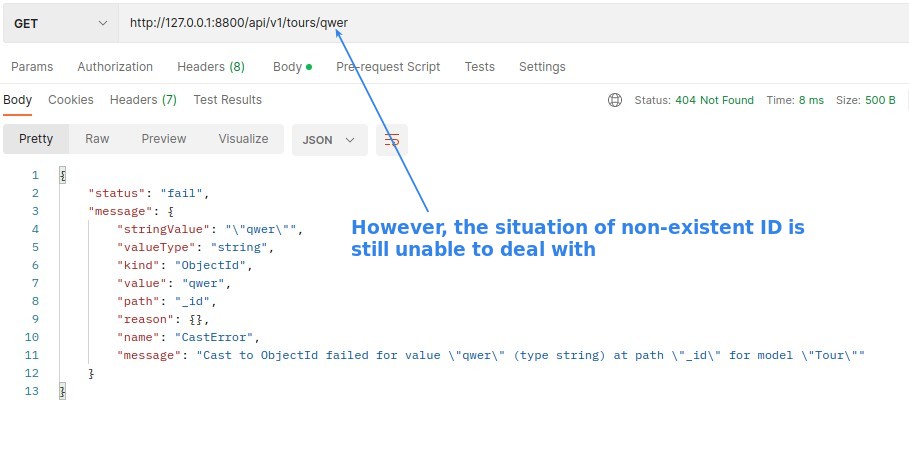 GET http://127.0.0.1:8800/api/v1/tours/qwer
Params Authorization Headers (8) Body Pre-request Script Tests Settings
Body Cookies Headers (7) Test Results Status: 404 Not Found Time: 8 ms Size: 500 B
Pretty Raw Preview Visualize JSON
1 {
2 "status": "fail",
3 "message": {
4 "stringValue": "\"qwer\"",
5 "valueType": "string",
6 "kind": "ObjectId",
7 "value": "qwer",
8 "path": "_id",
9 "reason": {},
10 "name": "CastError",
11 "message": "Cast to ObjectId failed for value \"qwer\" (type string) at path \"_id\" for model \"Tour\""
12 }
13 }
However, the situation of non-existent ID is
still unable to deal with